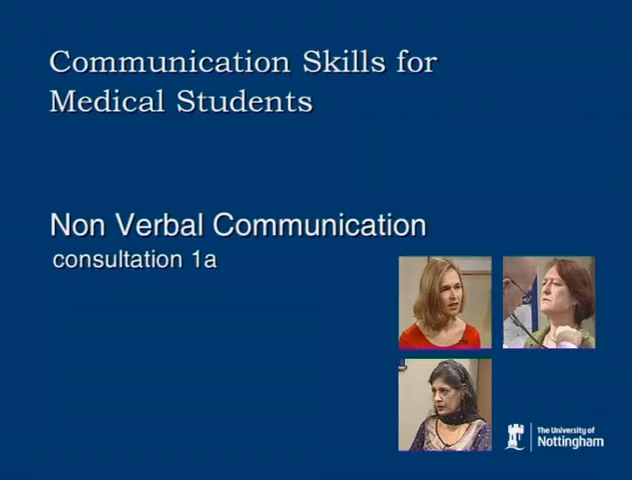 Communication Skills for
Medical Students
Non Verbal Communication
consultation 1a
The University of
Nottingham